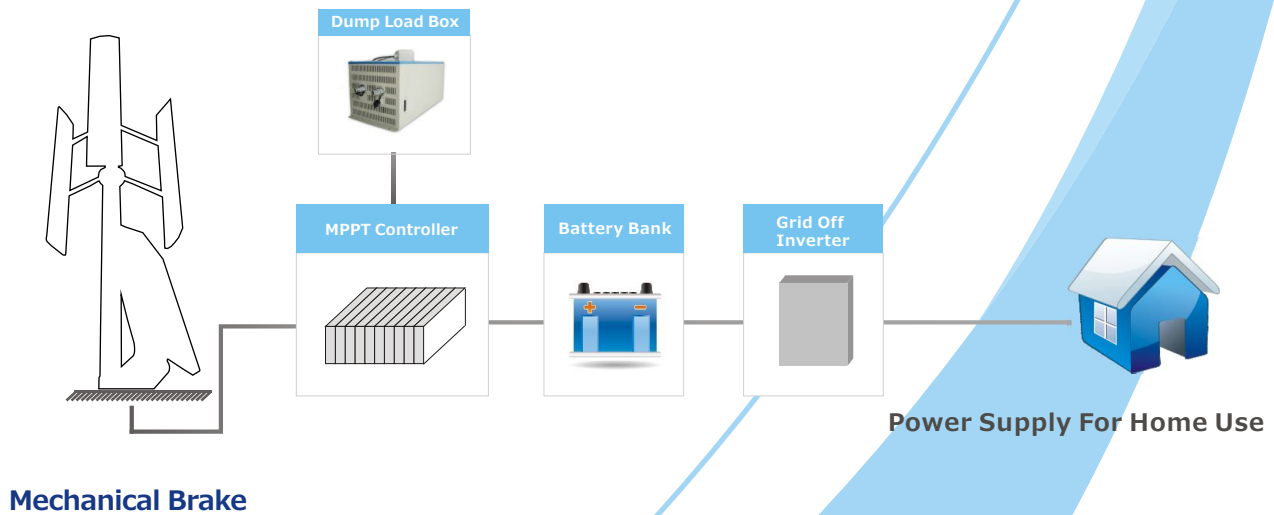 Dump Load Box
MPPT Controller
Battery Bank
Grid Off
Inverter
Power Supply For Home Use
Mechanical Brake